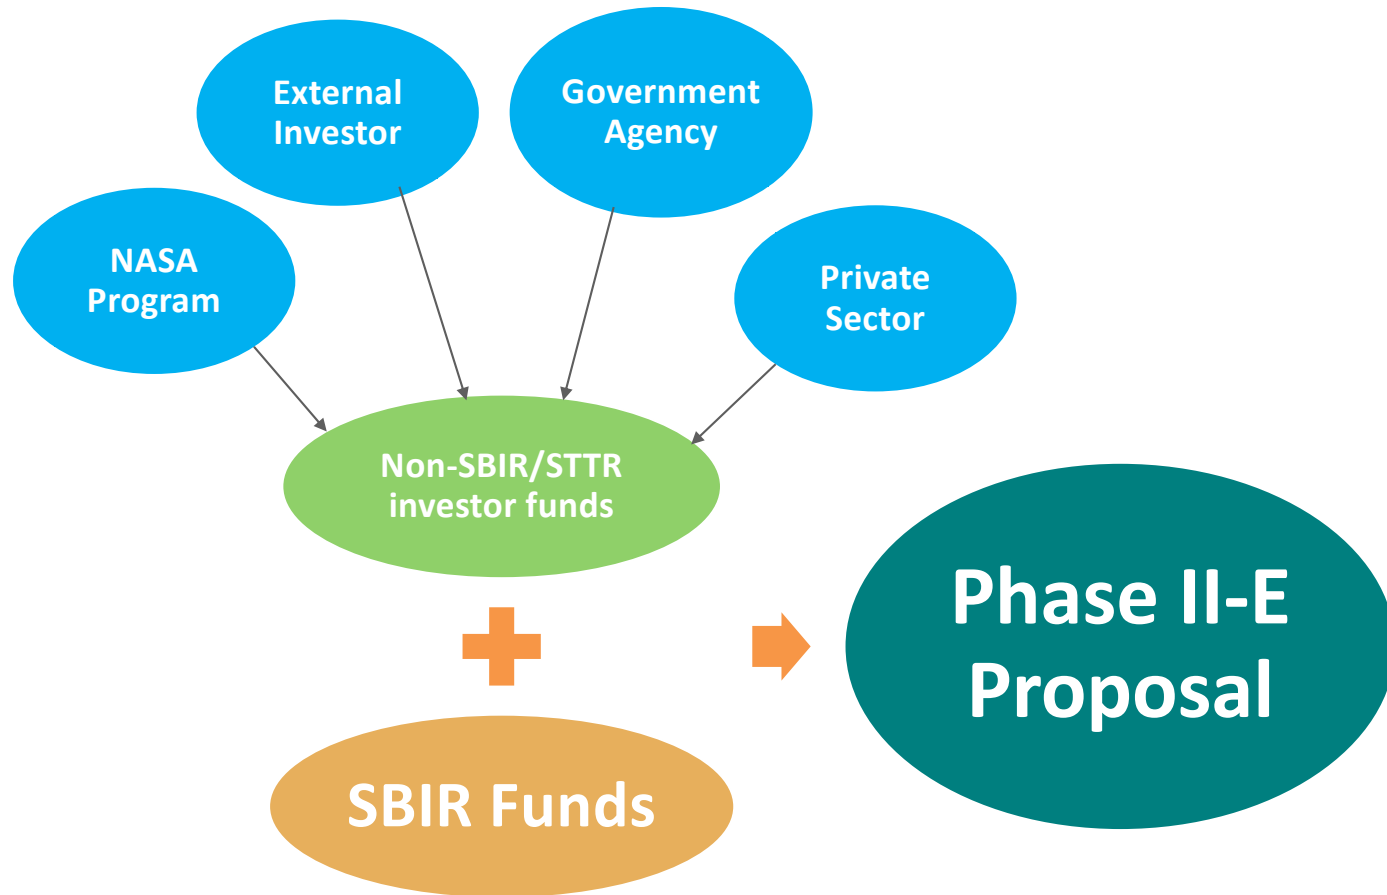 External
Investor
Government
Agency
NASA
Program
Private
Sector
Non-SBIR/STTR
investor funds
Phase II-E
Proposal
SBIR Funds